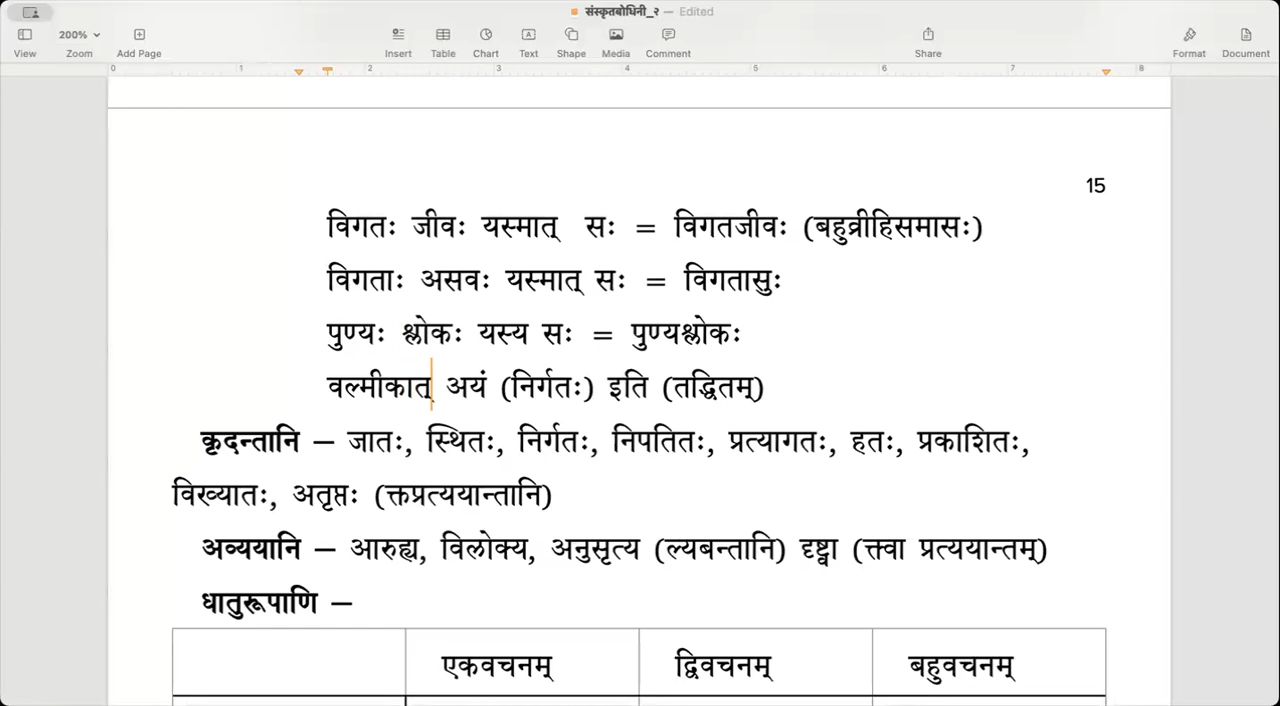 संस्कृतबोधिनी_२ — Edited
200%
View Zoom Add Page Insert Table Chart Text Shape Media Comment Share Format Document
0 1 2 3 4 5 6 7 8
15
विगतः जीवः यस्मात् सः = विगतजीवः (बहुव्रीहिसमासः)
विगताः असवः यस्मात् सः = विगतासुः
पुण्यः श्लोकः यस्य सः = पुण्यश्लोकः
वल्मीकात् अयं (निर्गतः) इति (तद्धितम्)
कृदन्तानि – जातः, स्थितः, निर्गतः, निपतितः, प्रत्यागतः, हतः, प्रकाशितः,
विख्यातः, अतृप्तः (क्तप्रत्ययान्तानि)
अव्ययानि – आरुह्य, विलोक्य, अनुसृत्य (ल्यबन्तानि) दृष्ट्वा (क्त्वा प्रत्ययान्तम्)
धातुरूपाणि –
एकवचनम् द्विवचनम् बहुवचनम्